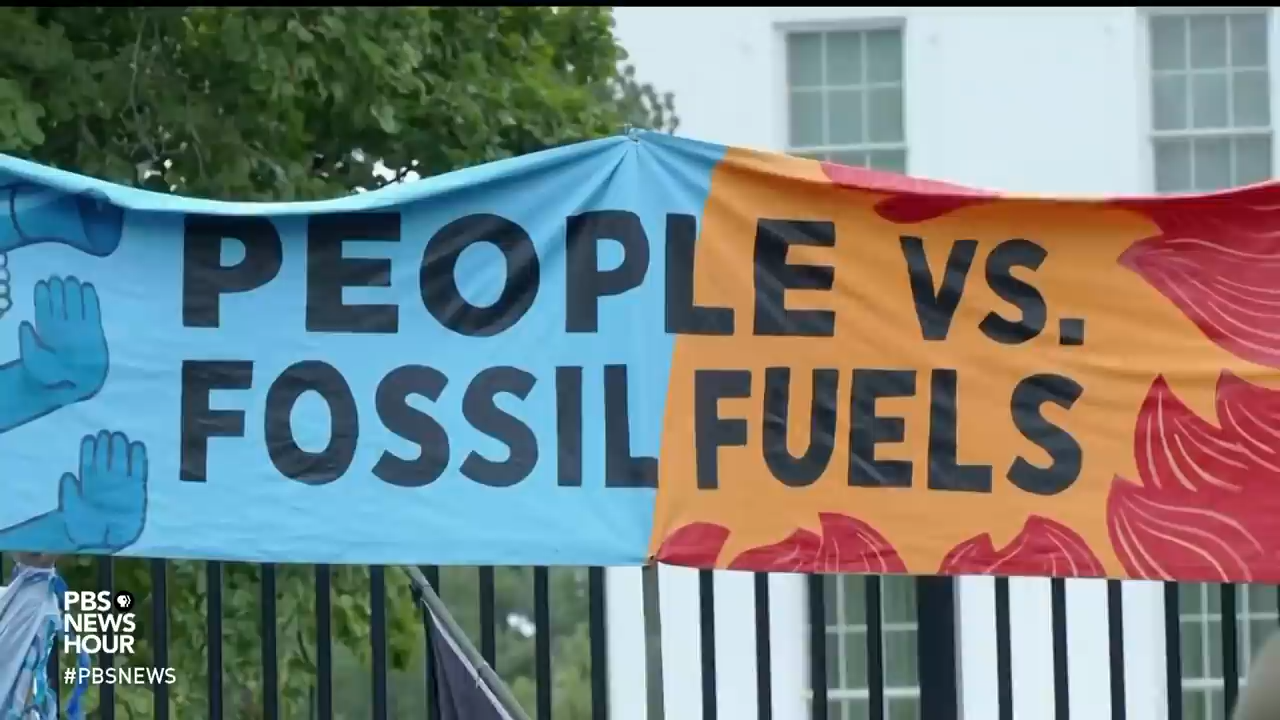 PEOPLE VS.
FOSSIL FUELS
PBS
NEWS
HOUR
#PBSNEWS